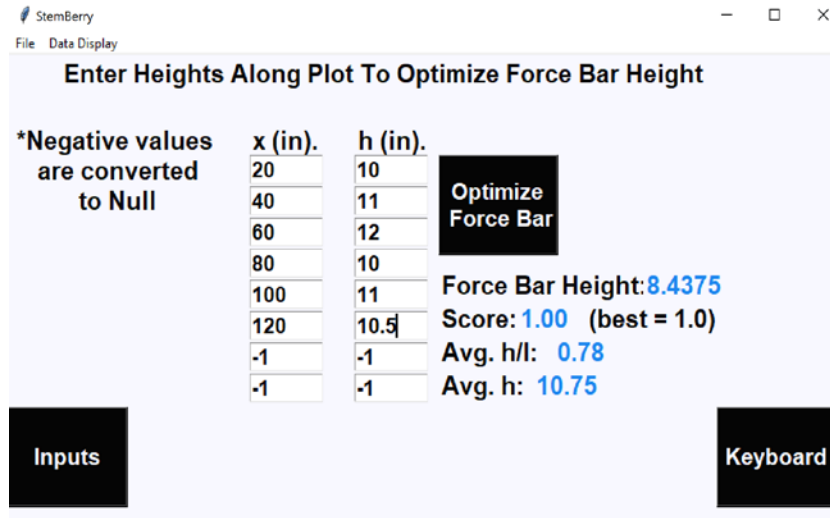 StemBerry
File Data Display
Enter Heights Along Plot To Optimize Force Bar Height
*Negative values
are converted
to Null
x (in). h (in).
20 10
40 11
60 12
80 10
100 11
120 10.5
-1 -1
-1 -1
Optimize
Force Bar
Force Bar Height: 8.4375
Score: 1.00 (best = 1.0)
Avg. h/l: 0.78
Avg. h: 10.75
Inputs
Keyboard